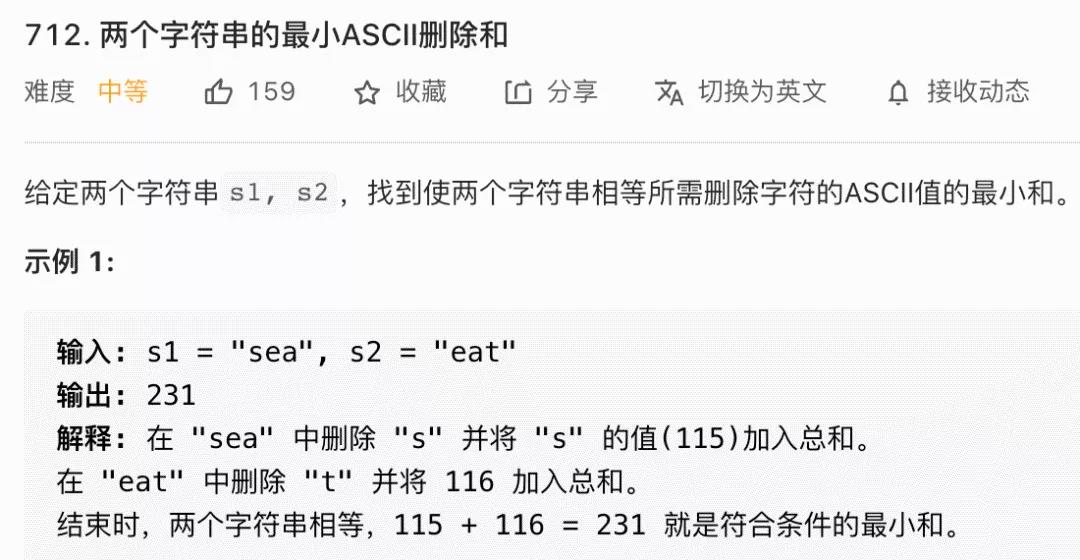 712. 两个字符串的最小ASCII删除和
难度 中等 159 收藏 分享 切换为英文 接收动态
给定两个字符串 s1, s2，找到使两个字符串相等所需删除字符的ASCII值的最小和。
示例 1:
输入: s1 = "sea", s2 = "eat"
输出: 231
解释: 在 "sea" 中删除 "s" 并将 "s" 的值(115)加入总和。
在 "eat" 中删除 "t" 并将 116 加入总和。
结束时，两个字符串相等，115 + 116 = 231 就是符合条件的最小和。